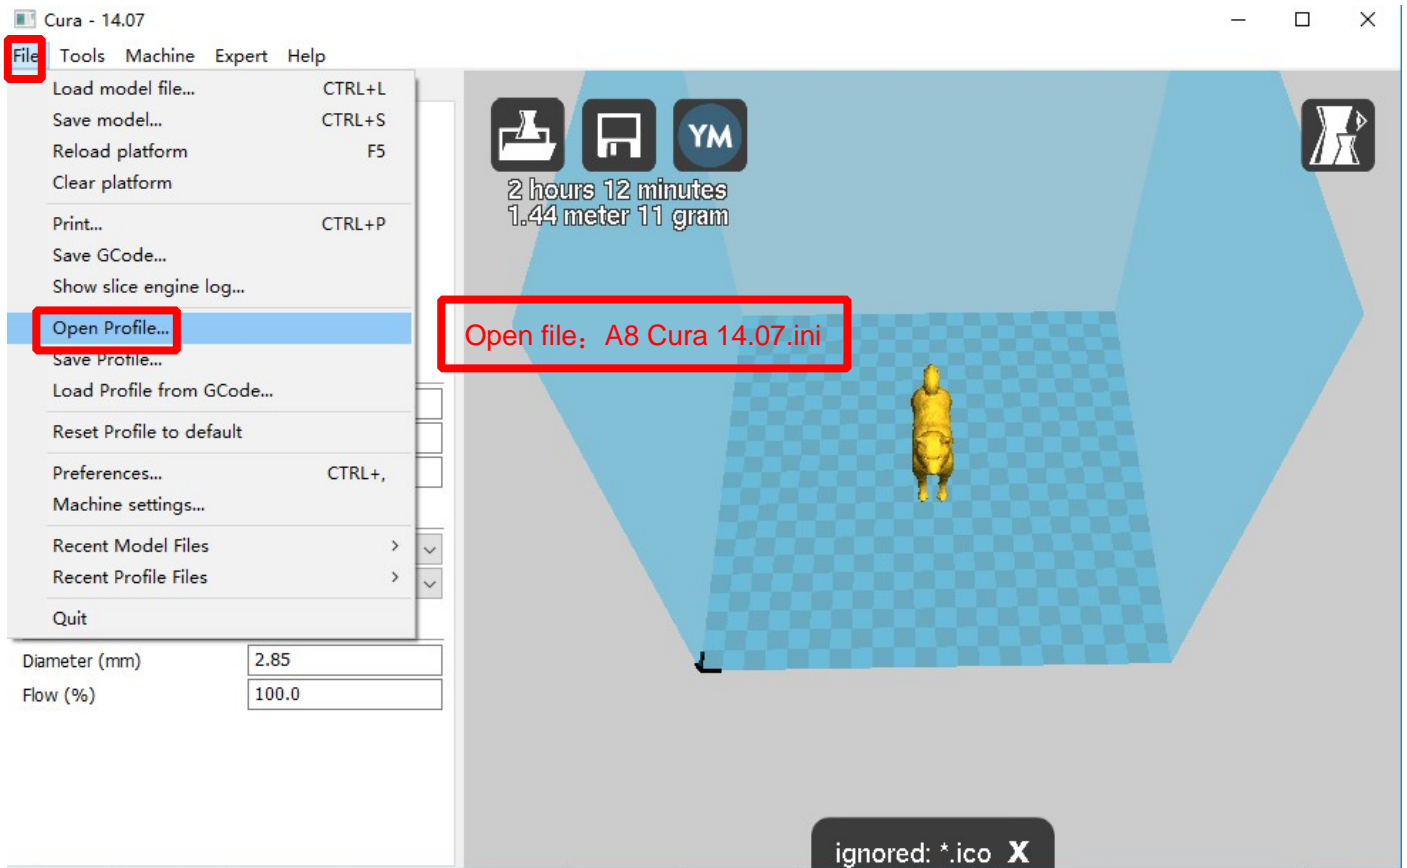 Cura - 14.07
File Tools Machine Expert Help
Load model file... CTRL+L
Save model... CTRL+S
Reload platform F5
Clear platform
Print... CTRL+P
Save GCode...
Show slice engine log...
Open Profile...
Save Profile...
Load Profile from GCode...
Reset Profile to default
Preferences... CTRL+,
Machine settings...
Recent Model Files
Recent Profile Files
Quit
Diameter (mm) 2.85
Flow (%) 100.0
YM
2 hours 12 minutes
1.44 meter 11 gram
Open file：A8 Cura 14.07.ini
ignored: *.ico X